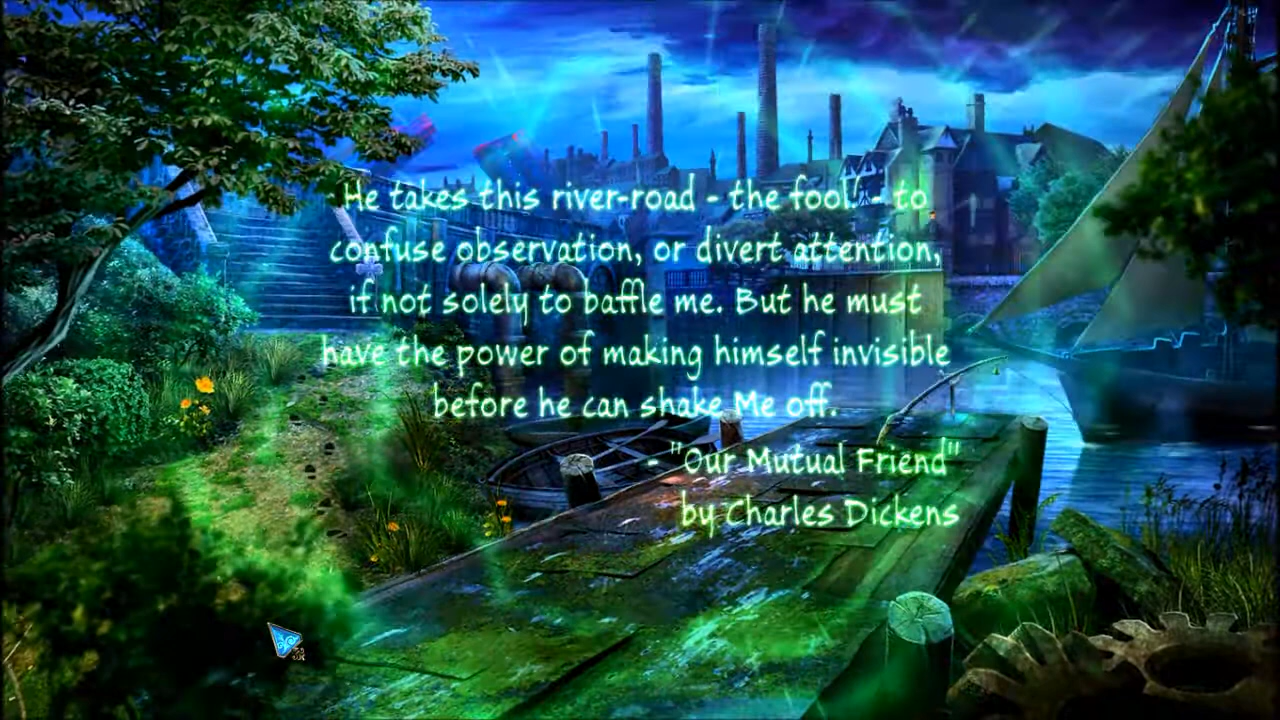 He takes this river-road - the fool! - to
confuse observation, or divert attention,
if not solely to baffle me. But he must
have the power of making himself invisible
before he can shake Me off.
- "Our Mutual Friend"
by Charles Dickens